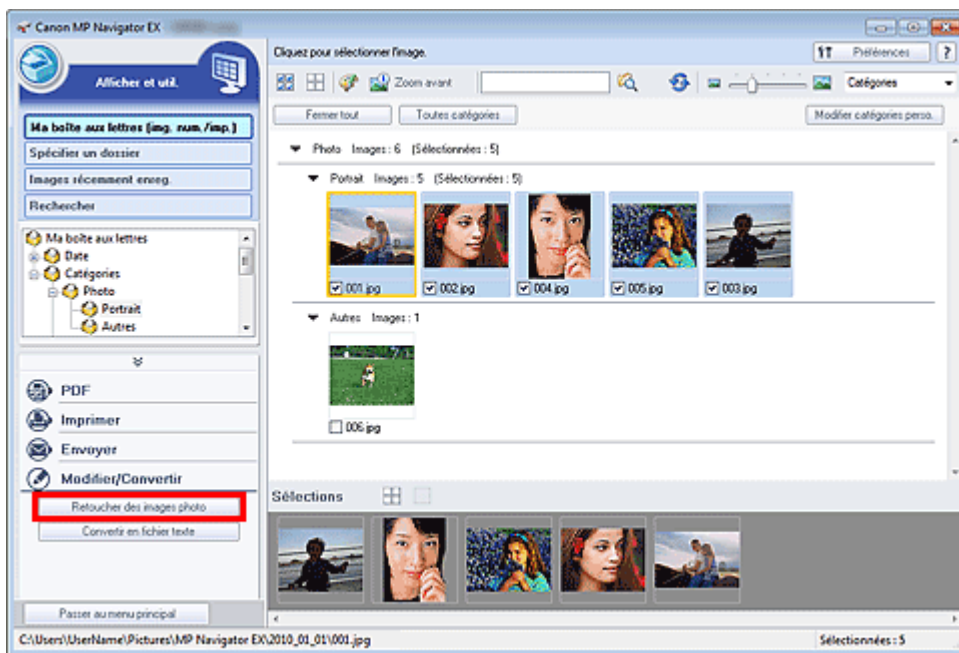 Canon MP Navigator EX
Cliquez pour sélectionner l'image.
Préférences
?
Afficher et util.
Zoom avant
Catégories
Fermer tout
Toutes catégories
Modifier catégories perso.
Ma boîte aux lettres (img. num./imp.)
Spécifier un dossier
Images récemment enreg.
Rechercher
Ma boîte aux lettres
Date
Catégories
Photo
Portrait
Autres
Photo Images : 6 (Sélectionnées : 5)
Portrait Images : 5 (Sélectionnées : 5)
001.jpg
002.jpg
004.jpg
005.jpg
003.jpg
Autres Images : 1
006.jpg
PDF
Imprimer
Envoyer
Modifier/Convertir
Retoucher des images photo
Convertir en fichier texte
Sélections
Passer au menu principal
C:\Users\UserName\Pictures\MP Navigator EX\2010_01_01\001.jpg
Sélectionnées : 5